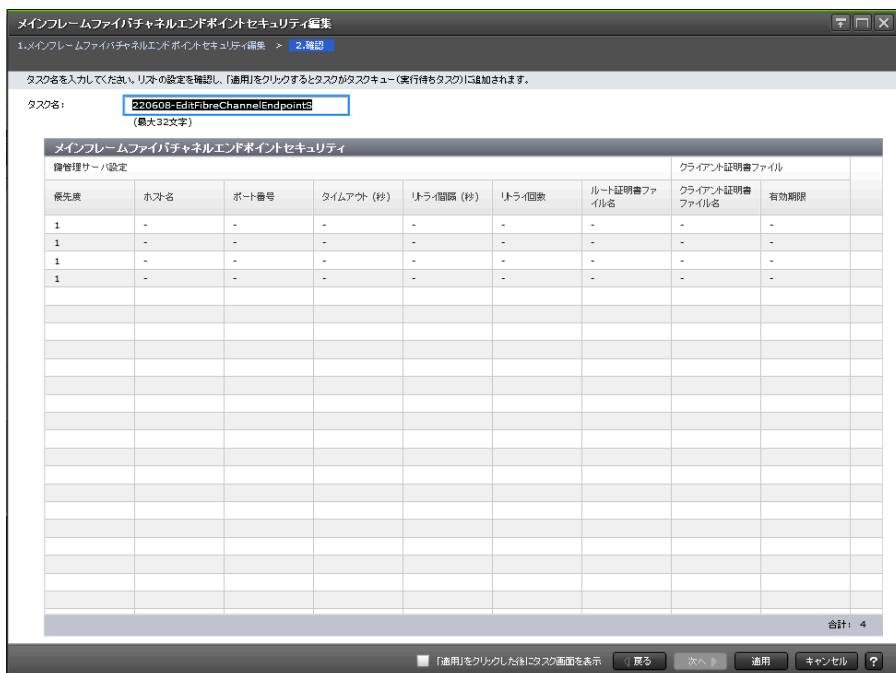 メインフレームファイバチャネルエンドポイントセキュリティ編集
1.メインフレームファイバチャネルエンドポイントセキュリティ編集 > 2.確認
タスク名を入力してください。リストの設定を確認し、「適用」をクリックするとタスクがタスクキュー(実行待ちタスク)に追加されます。
タスク名: 220608-EditFibreChannelEndpointS
(最大32文字)
メインフレームファイバチャネルエンドポイントセキュリティ
鍵管理サーバ設定 クライアント証明書ファイル
優先度 ホスト名 ポート番号 タイムアウト (秒) リトライ間隔 (秒) リトライ回数 ルート証明書ファイル名 クライアント証明書ファイル名 有効期限
1 - - - - - - - -
1 - - - - - - - -
1 - - - - - - - -
1 - - - - - - - -
合計: 4
「適用」をクリックした後にタスク画面を表示 戻る 次へ 適用 キャンセル ?